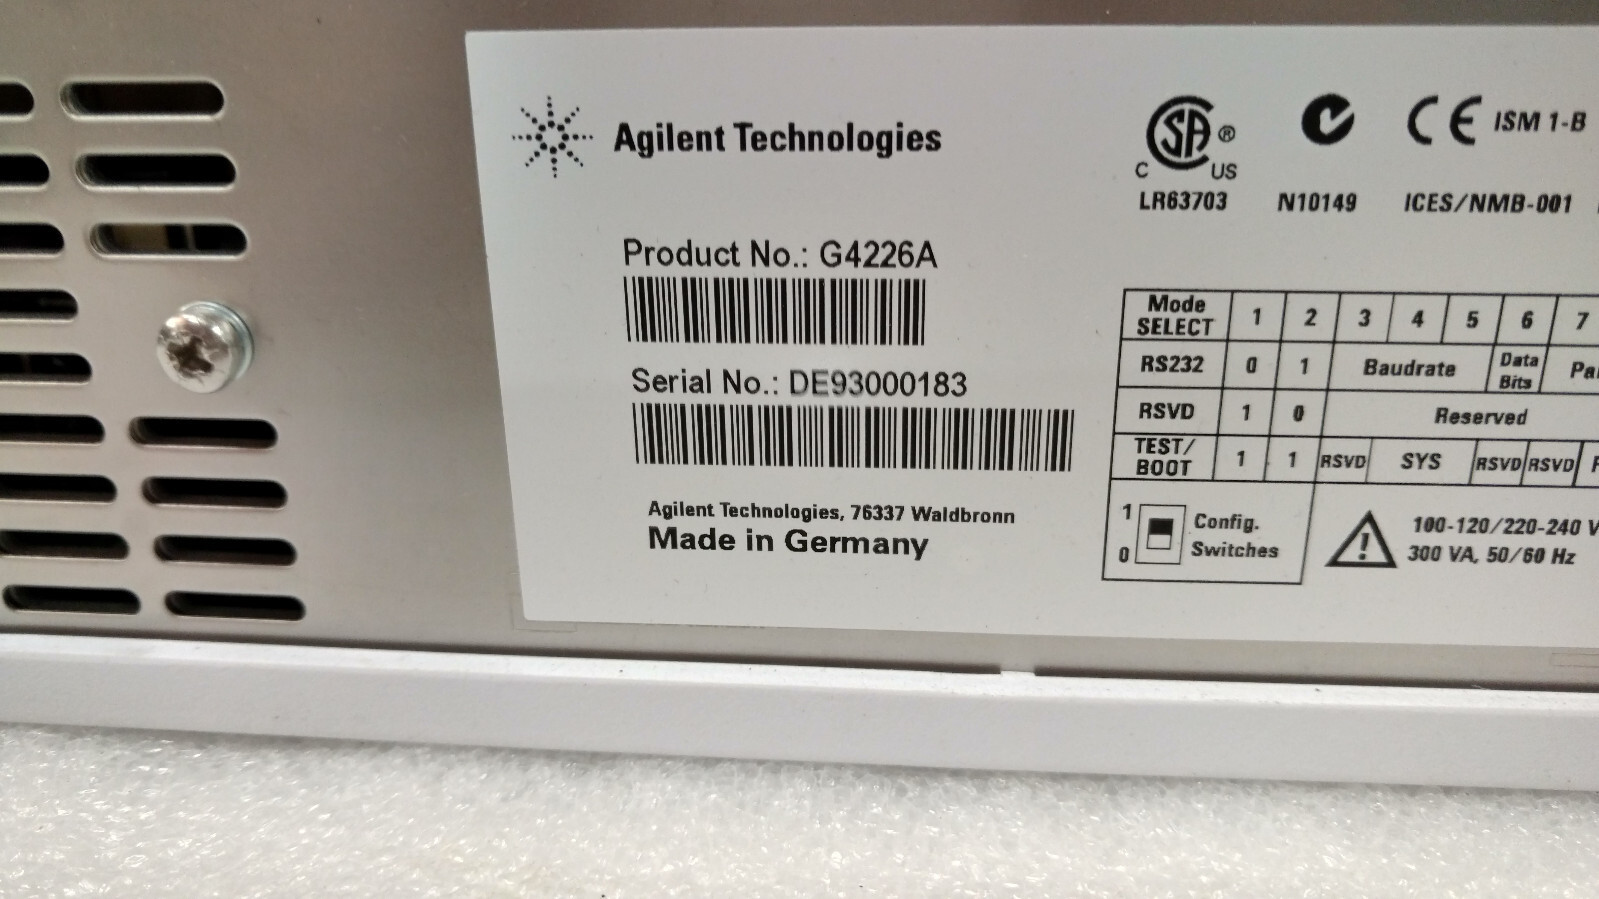 Agilent Technologies
C SA ® US
LR63703
N10149
CE ISM 1-B
ICES/NMB-001
Product No.: G4226A
Serial No.: DE93000183
Agilent Technologies, 76337 Waldbronn
Made in Germany
Mode SELECT 1 2 3 4 5 6 7
RS232 0 1 Baudrate Data Bits
RSVD 1 0 Reserved
TEST/BOOT 1 1 RSVD SYS RSVD RSVD
1 Config.
0 Switches
100-120/220-240 V
300 VA, 50/60 Hz